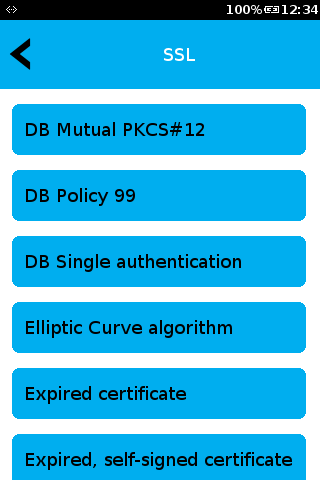 100% 12:34
SSL
DB Mutual PKCS#12
DB Policy 99
DB Single authentication
Elliptic Curve algorithm
Expired certificate
Expired, self-signed certificate